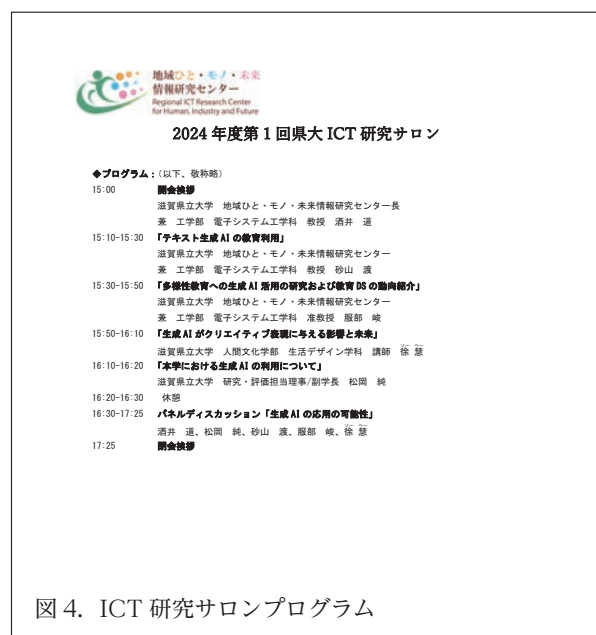 地域ひと・モノ・未来
情報研究センター
Regional ICT Research Center
for Human, Industry and Future
2024 年度第 1 回県大 ICT 研究サロン
◆プログラム：（以下、敬称略）
15:00 開会挨拶
滋賀県立大学 地域ひと・モノ・未来情報研究センター長
兼 工学部 電子システム工学科 教授 酒井 道
15:10-15:30 「テキスト生成 AI の教育利用」
滋賀県立大学 地域ひと・モノ・未来情報研究センター
兼 工学部 電子システム工学科 教授 砂山 渡
15:30-15:50 「多様性教育への生成 AI 活用の研究および教育 DS の動向紹介」
滋賀県立大学 地域ひと・モノ・未来情報研究センター
兼 工学部 電子システム工学科 准教授 服部 峻
15:50-16:10 「生成 AI がクリエイティブ表現に与える影響と未来」
滋賀県立大学 人間文化学部 生活デザイン学科 講師 徐 慧
16:10-16:20 「本学における生成 AI の利用について」
滋賀県立大学 研究・評価担当理事/副学長 松岡 純
16:20-16:30 休憩
16:30-17:25 パネルディスカッション「生成 AI の応用の可能性」
酒井 道、松岡 純、砂山 渡、服部 峻、徐 慧
17:25 閉会挨拶
図 4. ICT 研究サロンプログラム